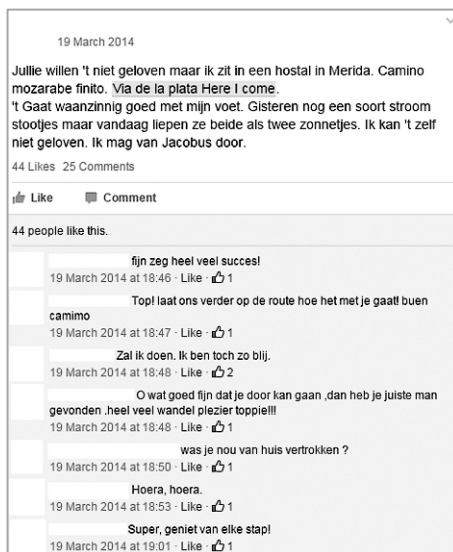 19 March 2014
Jullie willen 't niet geloven maar ik zit in een hostal in Merida. Camino
mozarabe finito. Via de la plata Here I come.
't Gaat waanzinnig goed met mijn voet. Gisteren nog een soort stroom
stootjes maar vandaag liepen ze beide als twee zonnetjes. Ik kan 't zelf
niet geloven. Ik mag van Jacobus door.
44 Likes 25 Comments
Like Comment
44 people like this.
fijn zeg heel veel succes!
19 March 2014 at 18:46 · Like · 1
Top! laat ons verder op de route hoe het met je gaat! buen
camimo
19 March 2014 at 18:47 · Like · 1
Zal ik doen. Ik ben toch zo blij.
19 March 2014 at 18:48 · Like · 2
O wat goed fijn dat je door kan gaan ,dan heb je juiste man
gevonden .heel veel wandel plezier toppie!!!
19 March 2014 at 18:48 · Like · 1
was je nou van huis vertrokken ?
19 March 2014 at 18:50 · Like · 1
Hoera, hoera.
19 March 2014 at 18:53 · Like · 1
Super, geniet van elke stap!
19 March 2014 at 19:01 · Like · 1